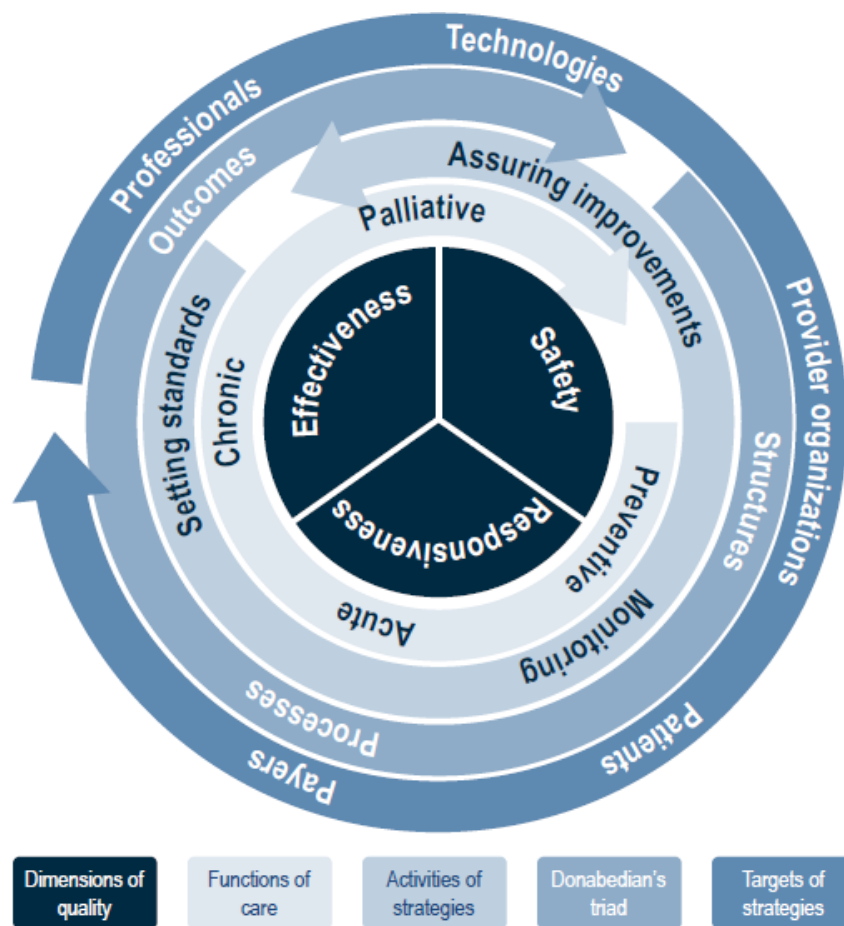 Technologies
Professionals
Provider organizations
Patients
Payers
Outcomes
Structures
Processes
Assuring improvements
Setting standards
Monitoring
Palliative
Chronic
Acute
Preventive
Effectiveness
Safety
Responsiveness
Dimensions of
quality
Functions of
care
Activities of
strategies
Donabedian's
triad
Targets of
strategies